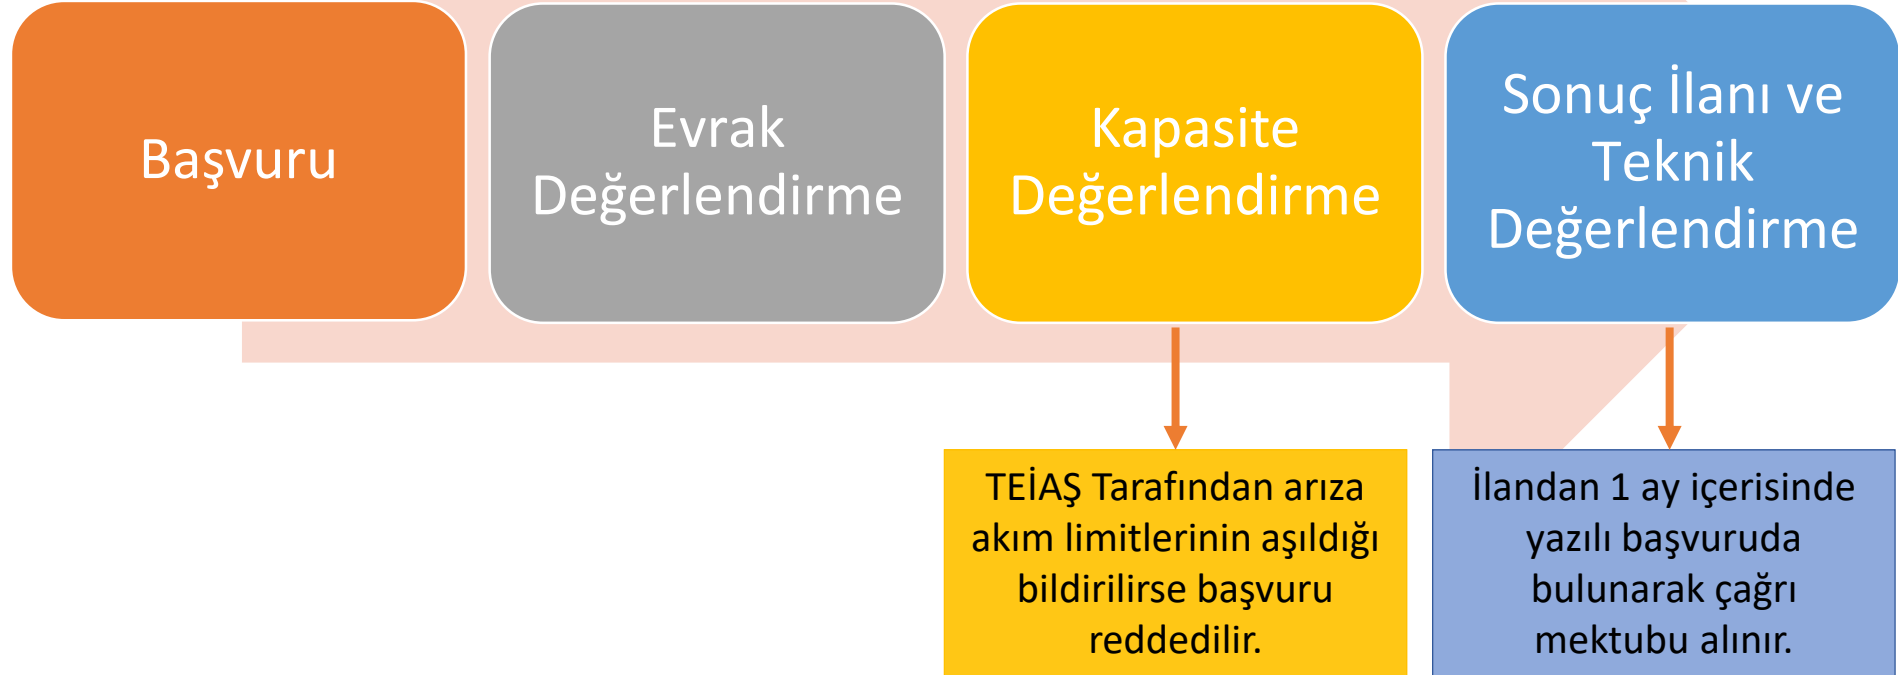 Başvuru
Evrak
Değerlendirme
Kapasite
Değerlendirme
Sonuç İlanı ve
Teknik
Değerlendirme
TEİAŞ Tarafından arıza
akım limitlerinin aşıldığı
bildirilirse başvuru
reddedilir.
İlandan 1 ay içerisinde
yazılı başvuruda
bulunarak çağrı
mektubu alınır.